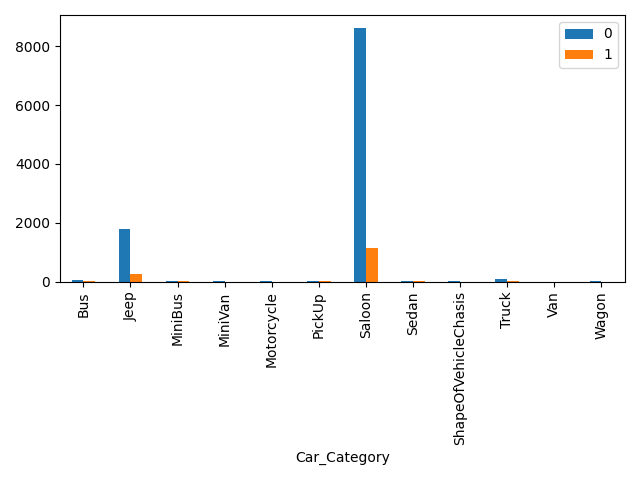 0
1
8000
6000
4000
2000
0
Bus
Jeep
MiniBus
MiniVan
Motorcycle
PickUp
Saloon
Sedan
ShapeOfVehicleChasis
Truck
Van
Wagon
Car_Category